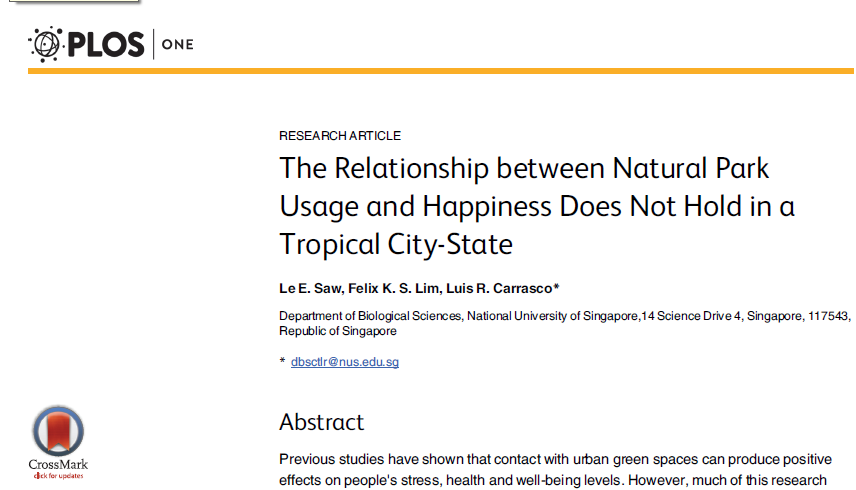 PLOS ONE
RESEARCH ARTICLE
The Relationship between Natural Park
Usage and Happiness Does Not Hold in a
Tropical City-State
Le E. Saw, Felix K. S. Lim, Luis R. Carrasco*
Department of Biological Sciences, National University of Singapore,14 Science Drive 4, Singapore, 117543,
Republic of Singapore
* dbsctlr@nus.edu.sg
CrossMark
click for updates
Abstract
Previous studies have shown that contact with urban green spaces can produce positive
effects on people's stress, health and well-being levels. However, much of this research